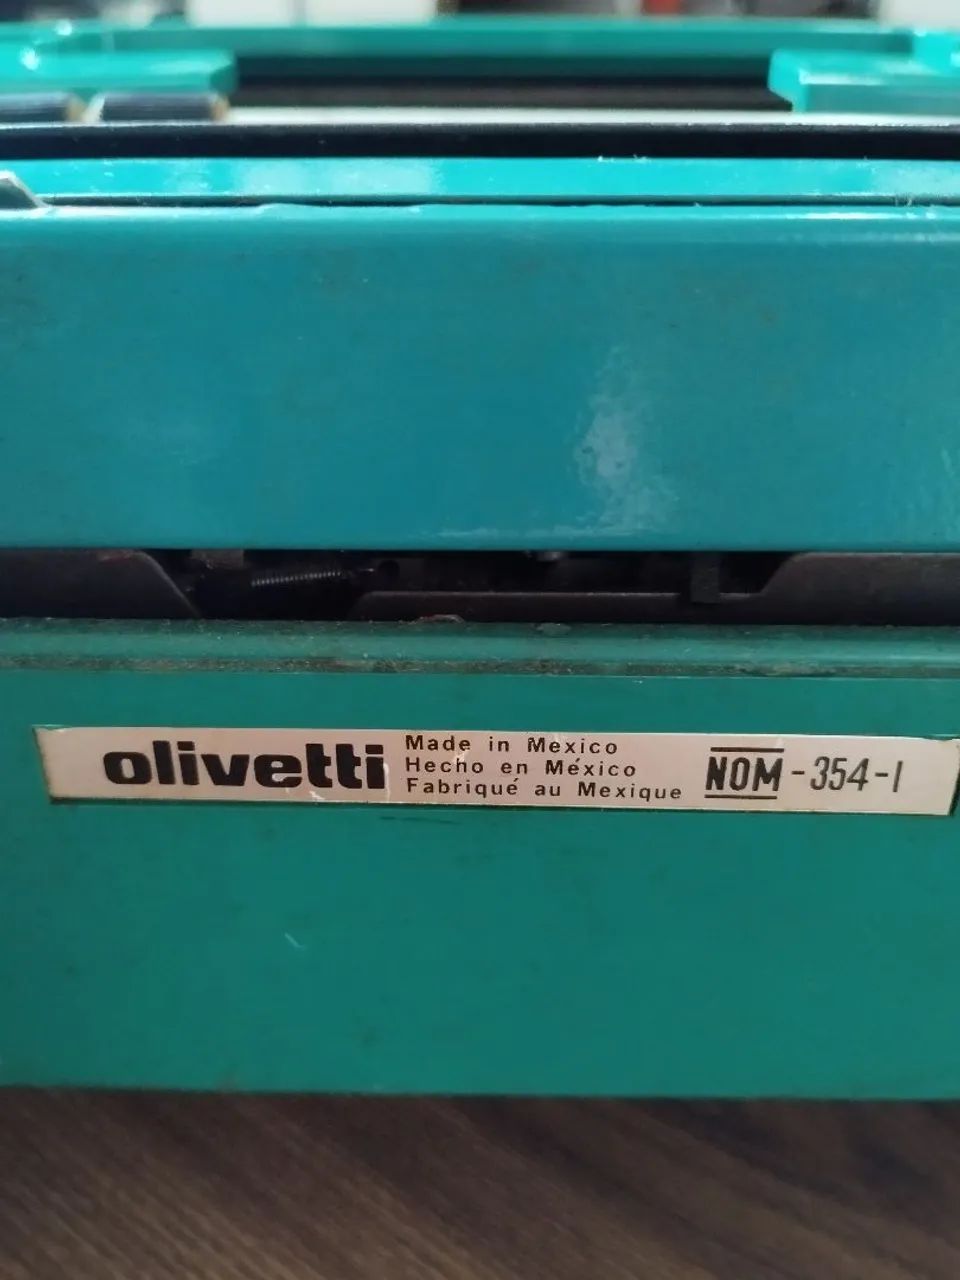 olivetti
Made in Mexico
Hecho en México
Fabriqué au Mexique
NOM-354-I